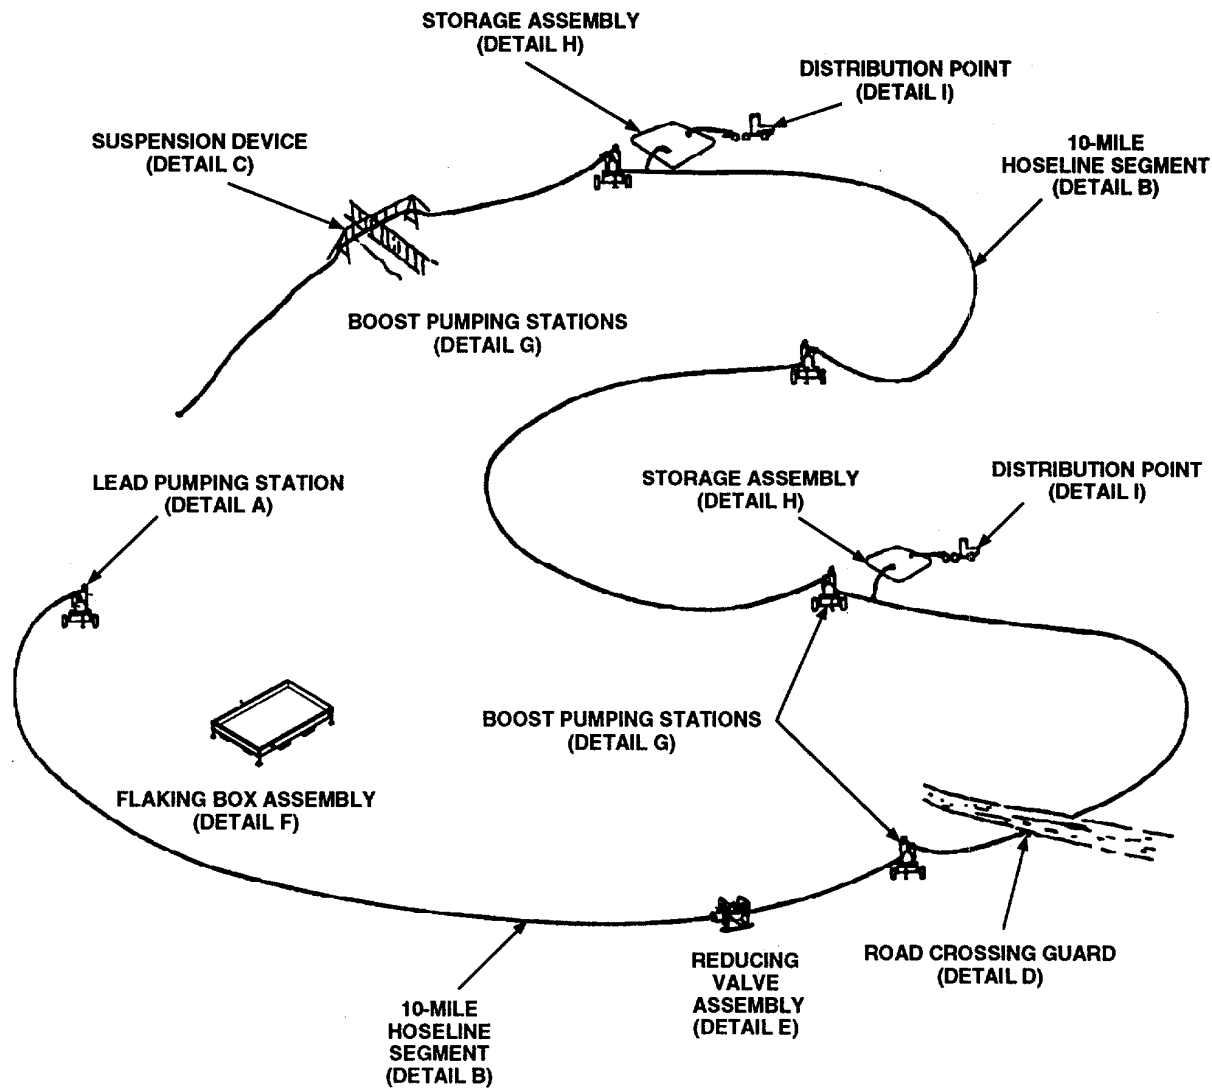 STORAGE ASSEMBLY
(DETAIL H)
DISTRIBUTION POINT
(DETAIL I)
SUSPENSION DEVICE
(DETAIL C)
10-MILE
HOSELINE SEGMENT
(DETAIL B)
BOOST PUMPING STATIONS
(DETAIL G)
LEAD PUMPING STATION
(DETAIL A)
STORAGE ASSEMBLY
(DETAIL H)
DISTRIBUTION POINT
(DETAIL I)
BOOST PUMPING STATIONS
(DETAIL G)
FLAKING BOX ASSEMBLY
(DETAIL F)
ROAD CROSSING GUARD
(DETAIL D)
REDUCING
VALVE
ASSEMBLY
(DETAIL E)
10-MILE
HOSELINE
SEGMENT
(DETAIL B)